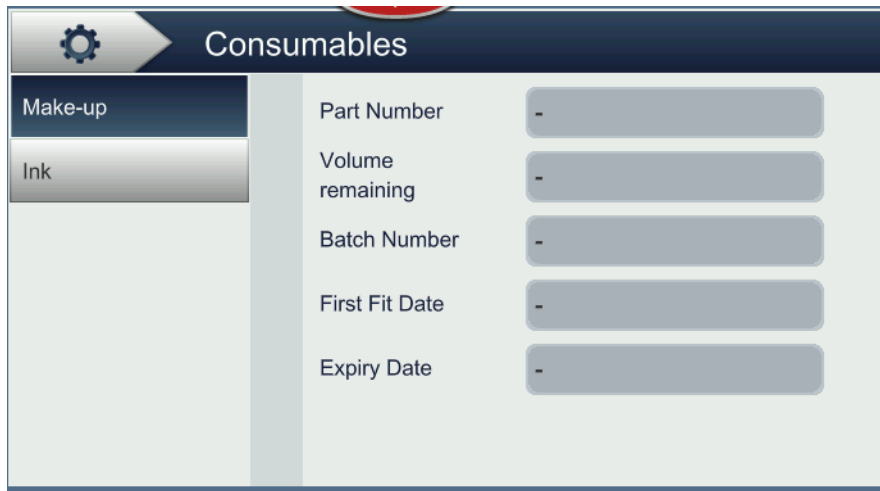 Consumables
Make-up
Ink
Part Number -
Volume
remaining -
Batch Number -
First Fit Date -
Expiry Date -